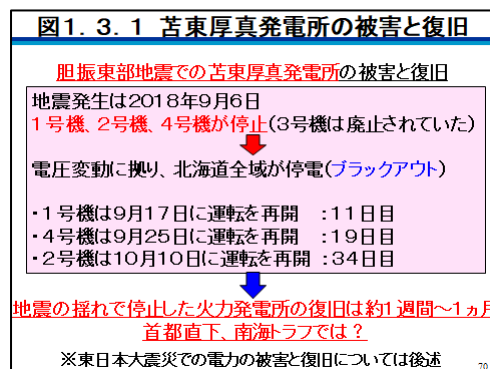 図1.3.1 苫東厚真発電所の被害と復旧
胆振東部地震での苫東厚真発電所の被害と復旧
地震発生は2018年9月6日
1号機、2号機、4号機が停止(3号機は廃止されていた)
電圧変動に拠り、北海道全域が停電(ブラックアウト)
・1号機は9月17日に運転を再開 :11日目
・4号機は9月25日に運転を再開 :19日目
・2号機は10月10日に運転を再開 :34日目
地震の揺れで停止した火力発電所の復旧は約1週間~1ヵ月
首都直下、南海トラフでは?
※東日本大震災での電力の被害と復旧については後述
70